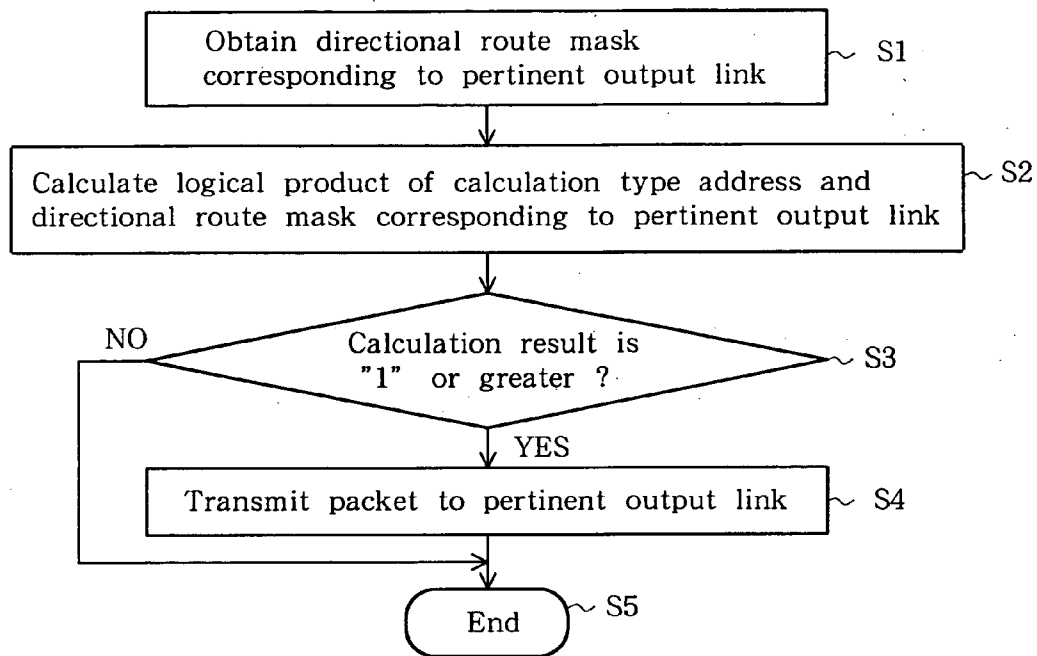 Obtain directional route mask
corresponding to pertinent output link
S1
Calculate logical product of calculation type address and
directional route mask corresponding to pertinent output link
S2
NO
Calculation result is
"1" or greater ?
S3
YES
Transmit packet to pertinent output link
S4
End
S5